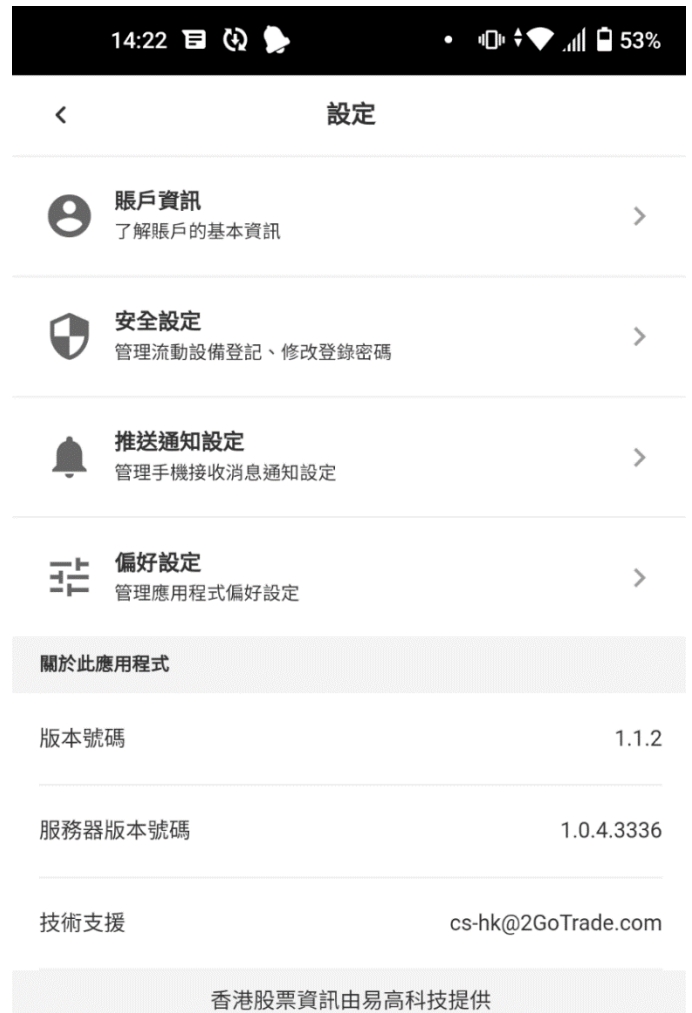 14:22
53%
設定
賬戶資訊
了解賬戶的基本資訊
安全設定
管理流動設備登記、修改登錄密碼
推送通知設定
管理手機接收消息通知設定
偏好設定
管理應用程式偏好設定
關於此應用程式
版本號碼 1.1.2
服務器版本號碼 1.0.4.3336
技術支援 cs-hk@2GoTrade.com
香港股票資訊由易高科技提供